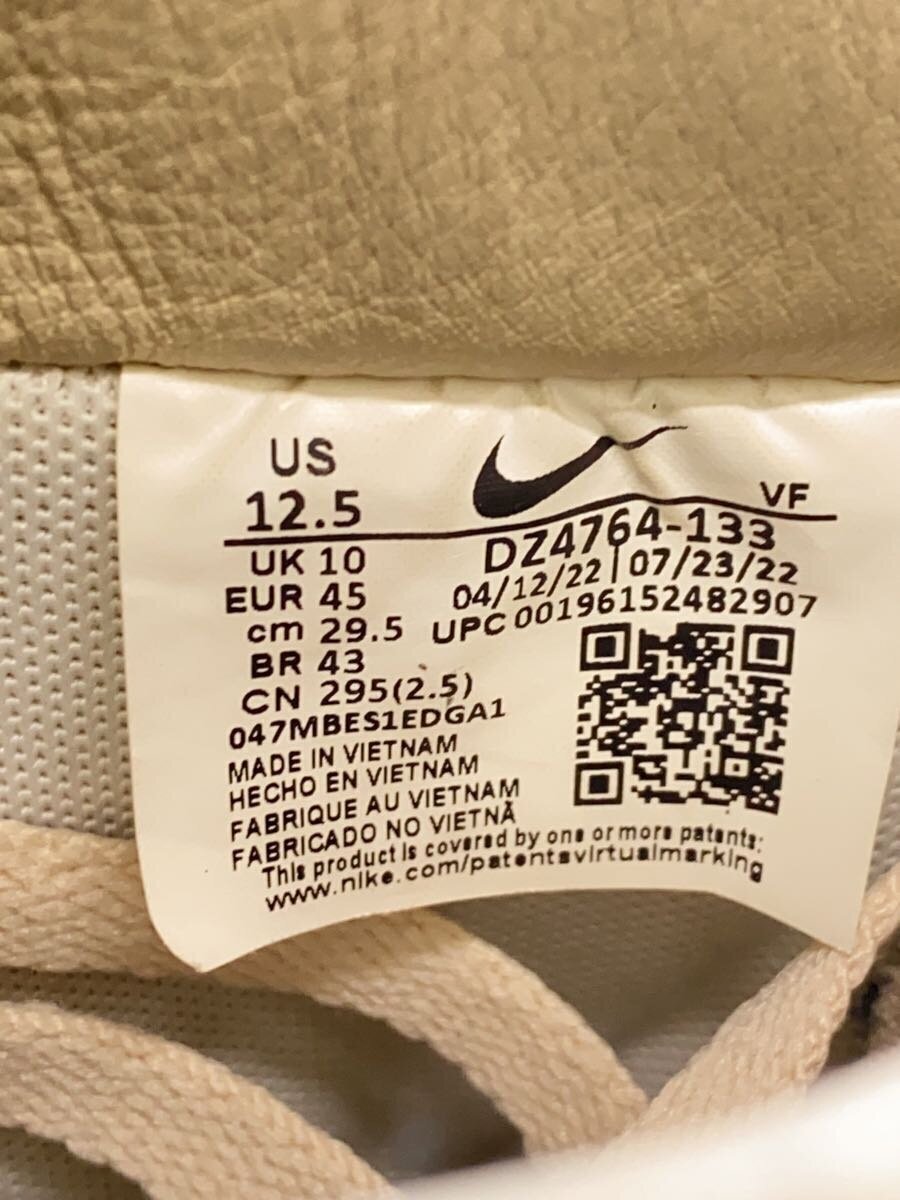 US
12.5
VF
UK 10
EUR 45
cm 29.5
BR 43
CN 295(2.5)
DZ4764-133
04/12/22 | 07/23/22
UPC 00196152482907
047MBES1EDGA1
MADE IN VIETNAM
HECHO EN VIETNAM
FABRIQUE AU VIETNAM
FABRICADO NO VIETNÃ
This product is covered by one or more patents:
www.nike.com/patentsvirtualmarking